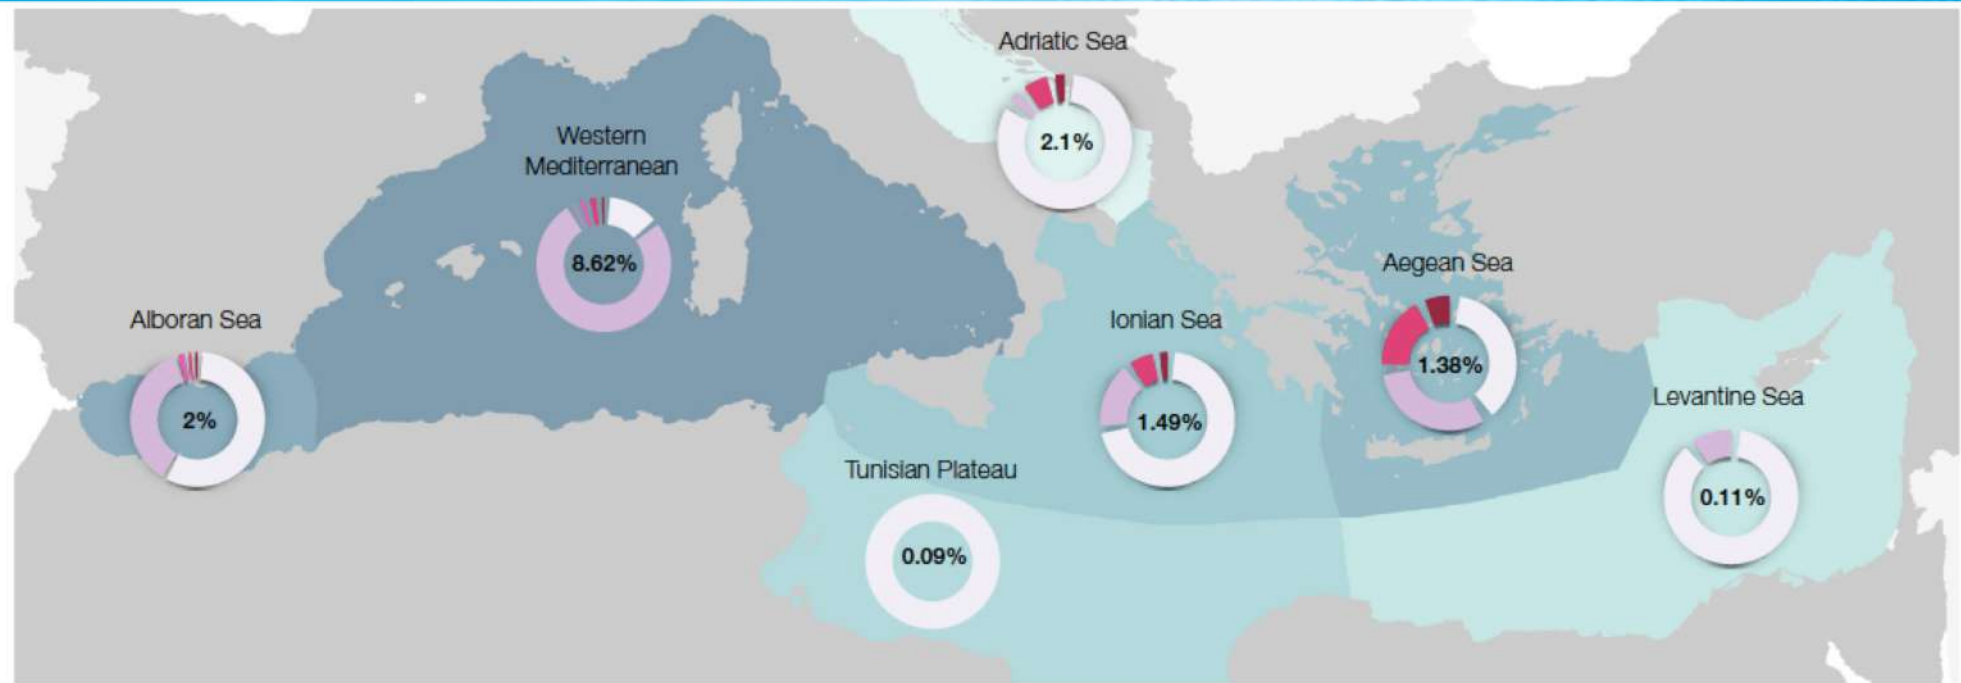 Adriatic Sea
2.1%
Western
Mediterranean
8.62%
Alboran Sea
2%
Ionian Sea
1.49%
Aegean Sea
1.38%
Levantine Sea
0.11%
Tunisian Plateau
0.09%